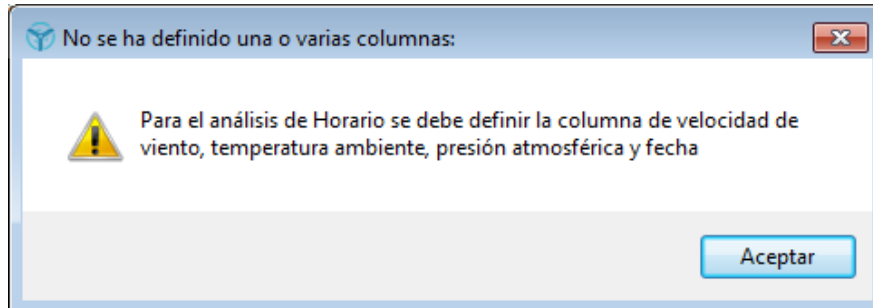 No se ha definido una o varias columnas:
Para el análisis de Horario se debe definir la columna de velocidad de
viento, temperatura ambiente, presión atmosférica y fecha
Aceptar